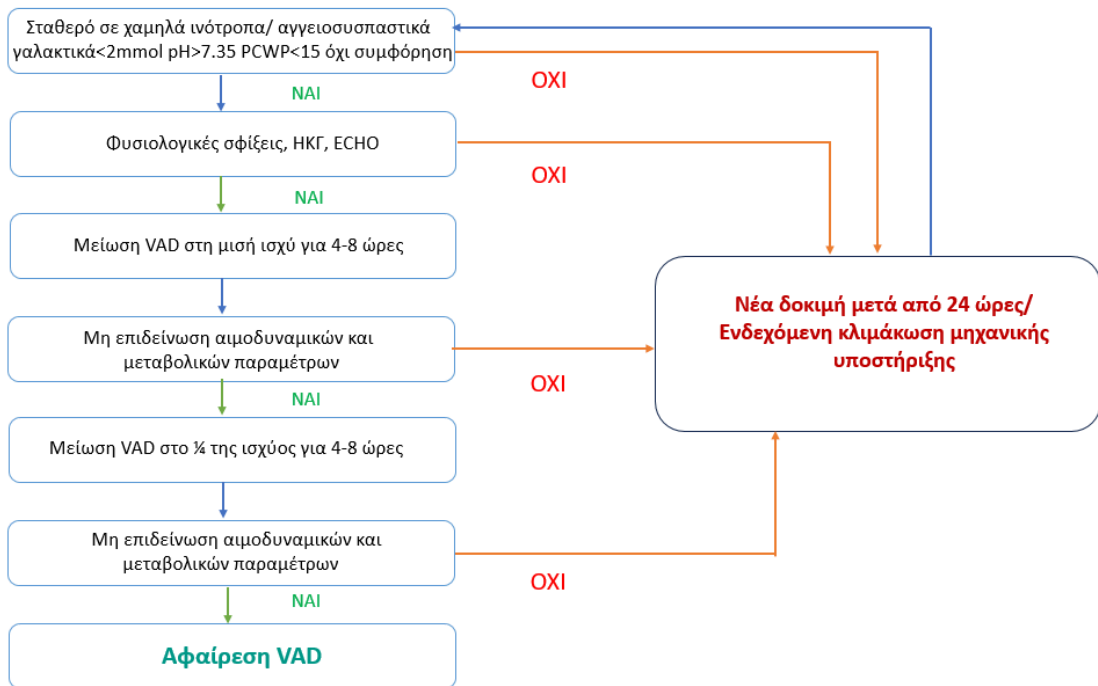 Σταθερό σε χαμηλά ινότροπα/ αγγειοσυσπαστικά
γαλακτικά<2mmol pH>7.35 PCWP<15 όχι συμφόρηση
ΝΑΙ
ΟΧΙ
Φυσιολογικές σφίξεις, ΗΚΓ, ECHO
ΝΑΙ
ΟΧΙ
Μείωση VAD στη μισή ισχύ για 4-8 ώρες
Μη επιδείνωση αιμοδυναμικών και
μεταβολικών παραμέτρων
ΝΑΙ
ΟΧΙ
Μείωση VAD στο ¼ της ισχύος για 4-8 ώρες
Μη επιδείνωση αιμοδυναμικών και
μεταβολικών παραμέτρων
ΝΑΙ
ΟΧΙ
Αφαίρεση VAD
Νέα δοκιμή μετά από 24 ώρες/
Ενδεχόμενη κλιμάκωση μηχανικής
υποστήριξης